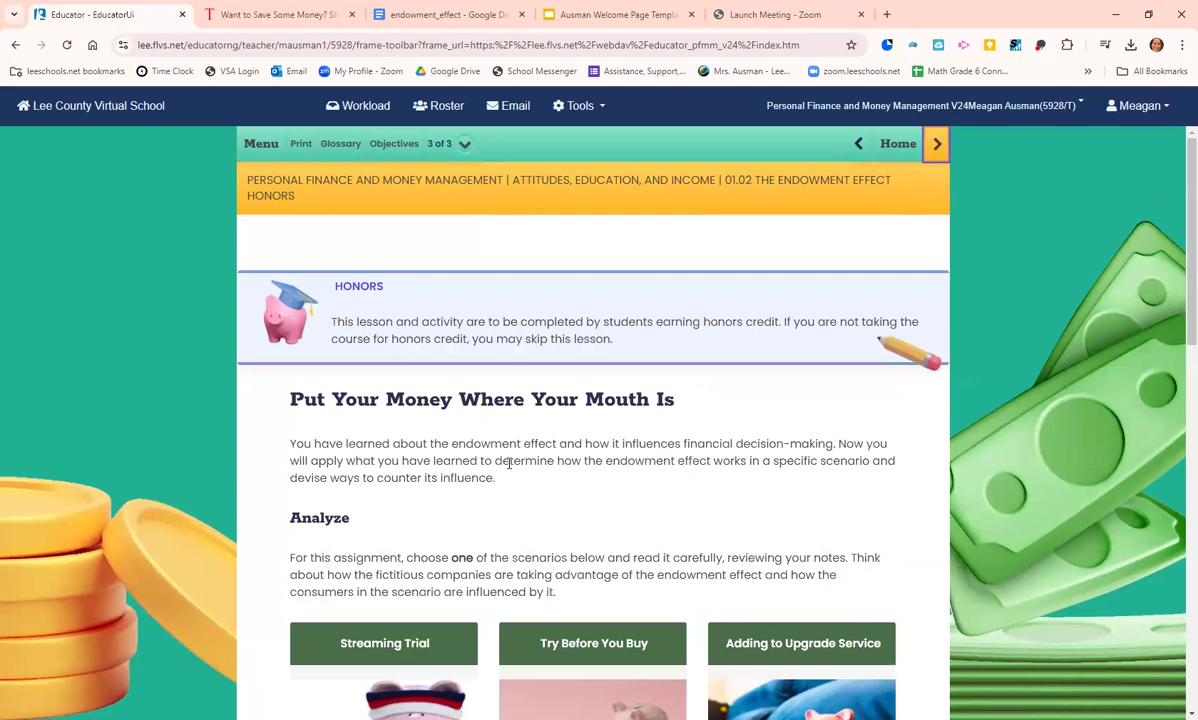 Educator - EducatorUi
Want to Save Some Money? Sh
endowment_effect - Google Do
Ausman Welcome Page Templa
Launch Meeting - Zoom
lee.flvs.net/educatorng/teacher/mausman1/5928/frame-toolbar?frame_url=https:%2F%2Flee.flvs.net%2Fwebdav%2Feducator_pfmm_v24%2Findex.htm
leeschools.net bookmarks
Time Clock
VSA Login
Email
My Profile - Zoom
Google Drive
School Messenger
Assistance, Support,...
Mrs. Ausman - Lee...
zoom.leeschools.net
Math Grade 6 Conn...
All Bookmarks
Lee County Virtual School
Workload
Roster
Email
Tools
Personal Finance and Money Management V24Meagan Ausman(5928/T)
Meagan
Menu
Print
Glossary
Objectives
3 of 3
Home
PERSONAL FINANCE AND MONEY MANAGEMENT | ATTITUDES, EDUCATION, AND INCOME | 01.02 THE ENDOWMENT EFFECT
HONORS
HONORS
This lesson and activity are to be completed by students earning honors credit. If you are not taking the
course for honors credit, you may skip this lesson.
Put Your Money Where Your Mouth Is
You have learned about the endowment effect and how it influences financial decision-making. Now you
will apply what you have learned to determine how the endowment effect works in a specific scenario and
devise ways to counter its influence.
Analyze
For this assignment, choose one of the scenarios below and read it carefully, reviewing your notes. Think
about how the fictitious companies are taking advantage of the endowment effect and how the
consumers in the scenario are influenced by it.
Streaming Trial
Try Before You Buy
Adding to Upgrade Service